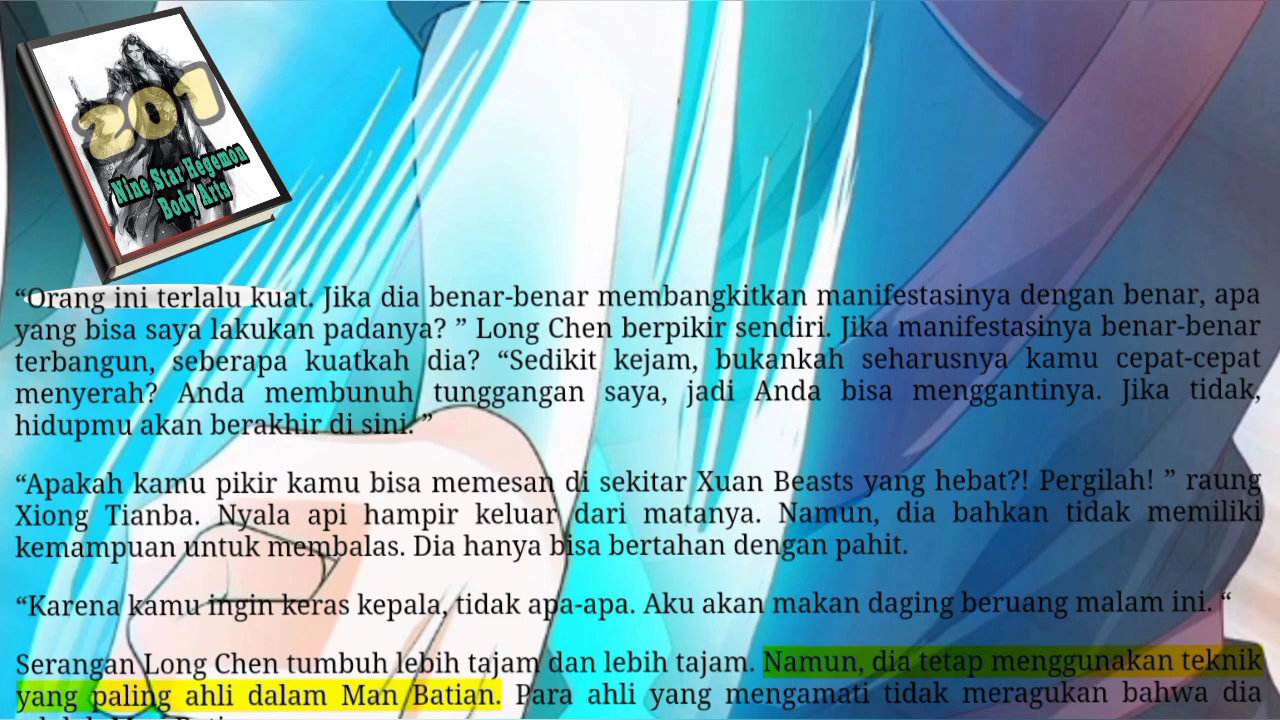 201
Nine Star Hegemon
Body Arts
“Orang ini terlalu kuat. Jika dia benar-benar membangkitkan manifestasinya dengan benar, apa
yang bisa saya lakukan padanya? ” Long Chen berpikir sendiri. Jika manifestasinya benar-benar
terbangun, seberapa kuatkah dia? “Sedikit kejam, bukankah seharusnya kamu cepat-cepat
menyerah? Anda membunuh tunggangan saya, jadi Anda bisa menggantinya. Jika tidak,
hidupmu akan berakhir di sini. ”
“Apakah kamu pikir kamu bisa memesan di sekitar Xuan Beasts yang hebat?! Pergilah! ” raung
Xiong Tianba. Nyala api hampir keluar dari matanya. Namun, dia bahkan tidak memiliki
kemampuan untuk membalas. Dia hanya bisa bertahan dengan pahit.
“Karena kamu ingin keras kepala, tidak apa-apa. Aku akan makan daging beruang malam ini. “
Serangan Long Chen tumbuh lebih tajam dan lebih tajam. Namun, dia tetap menggunakan teknik
yang paling ahli dalam Man Batian. Para ahli yang mengamati tidak meragukan bahwa dia